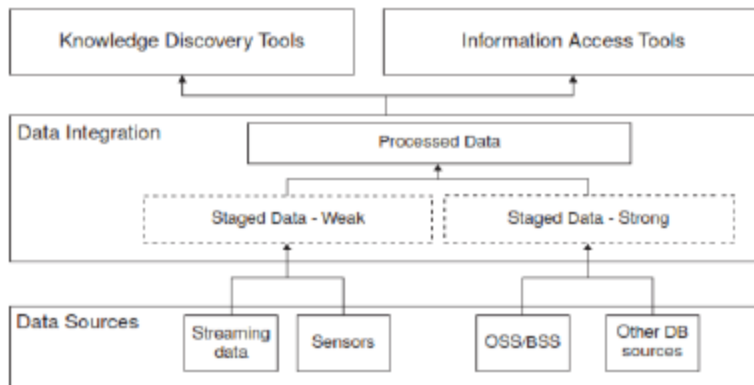 Knowledge Discovery Tools
Information Access Tools
Data Integration
Processed Data
Staged Data - Weak
Staged Data - Strong
Data Sources
Streaming
data
Sensors
OSS/BSS
Other DB
sources